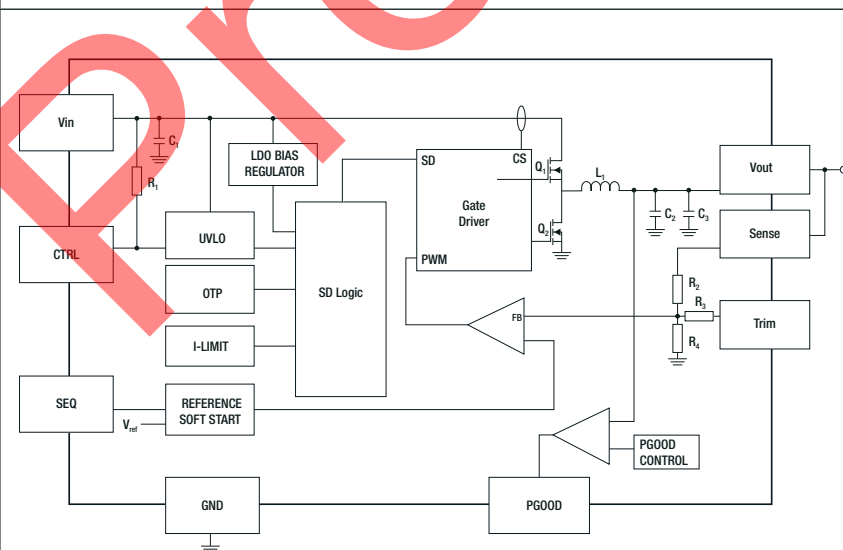 Pr
Vin
C1
R1
LDO BIAS
REGULATOR
SD
CS
Q1
Gate
Driver
Q2
PWM
L1
C2
C3
Vout
Sense
CTRL
UVLO
OTP
SD Logic
I-LIMIT
FB
R2
R3
R4
Trim
SEQ
Vref
REFERENCE
SOFT START
PGOOD
CONTROL
GND
PGOOD